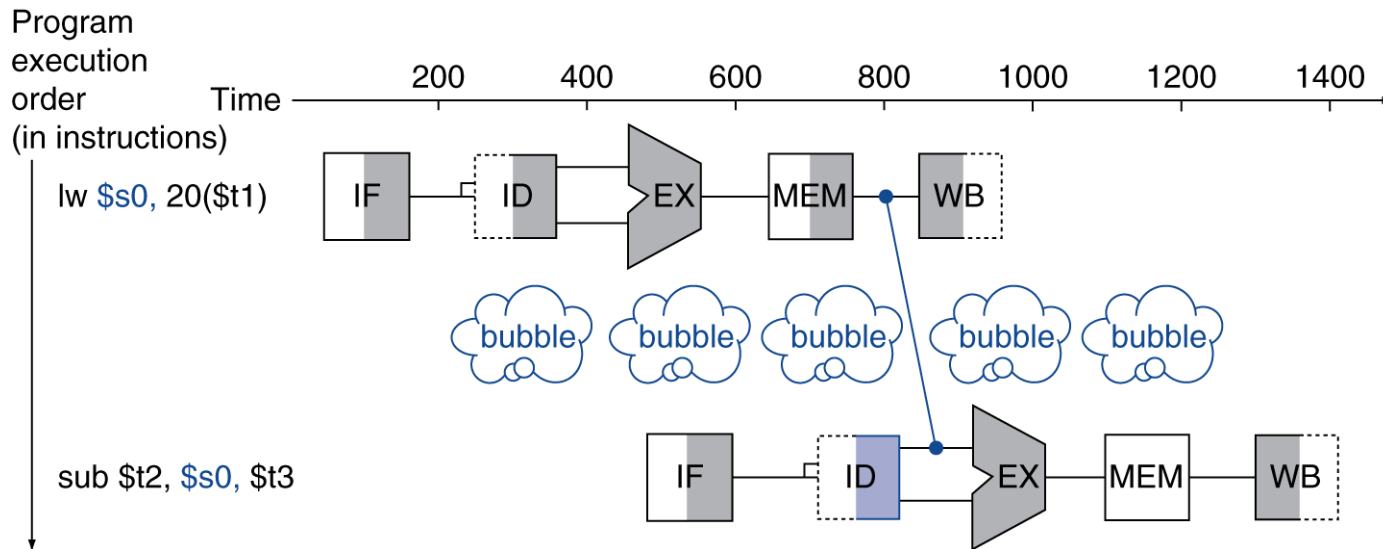 Program
execution
order
(in instructions)
Time
200 400 600 800 1000 1200 1400
lw $s0, 20($t1)
IF ID EX MEM WB
bubble bubble bubble bubble bubble
sub $t2, $s0, $t3
IF ID EX MEM WB